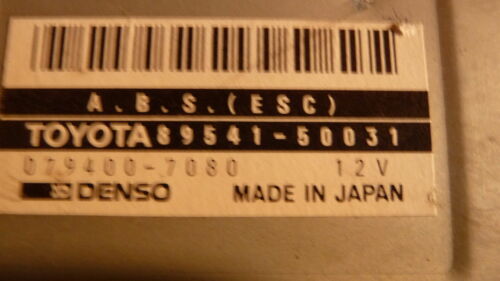 A.B.S.(ESC)
TOYOTA 89541-50031
079400-7080 12V
DENSO MADE IN JAPAN